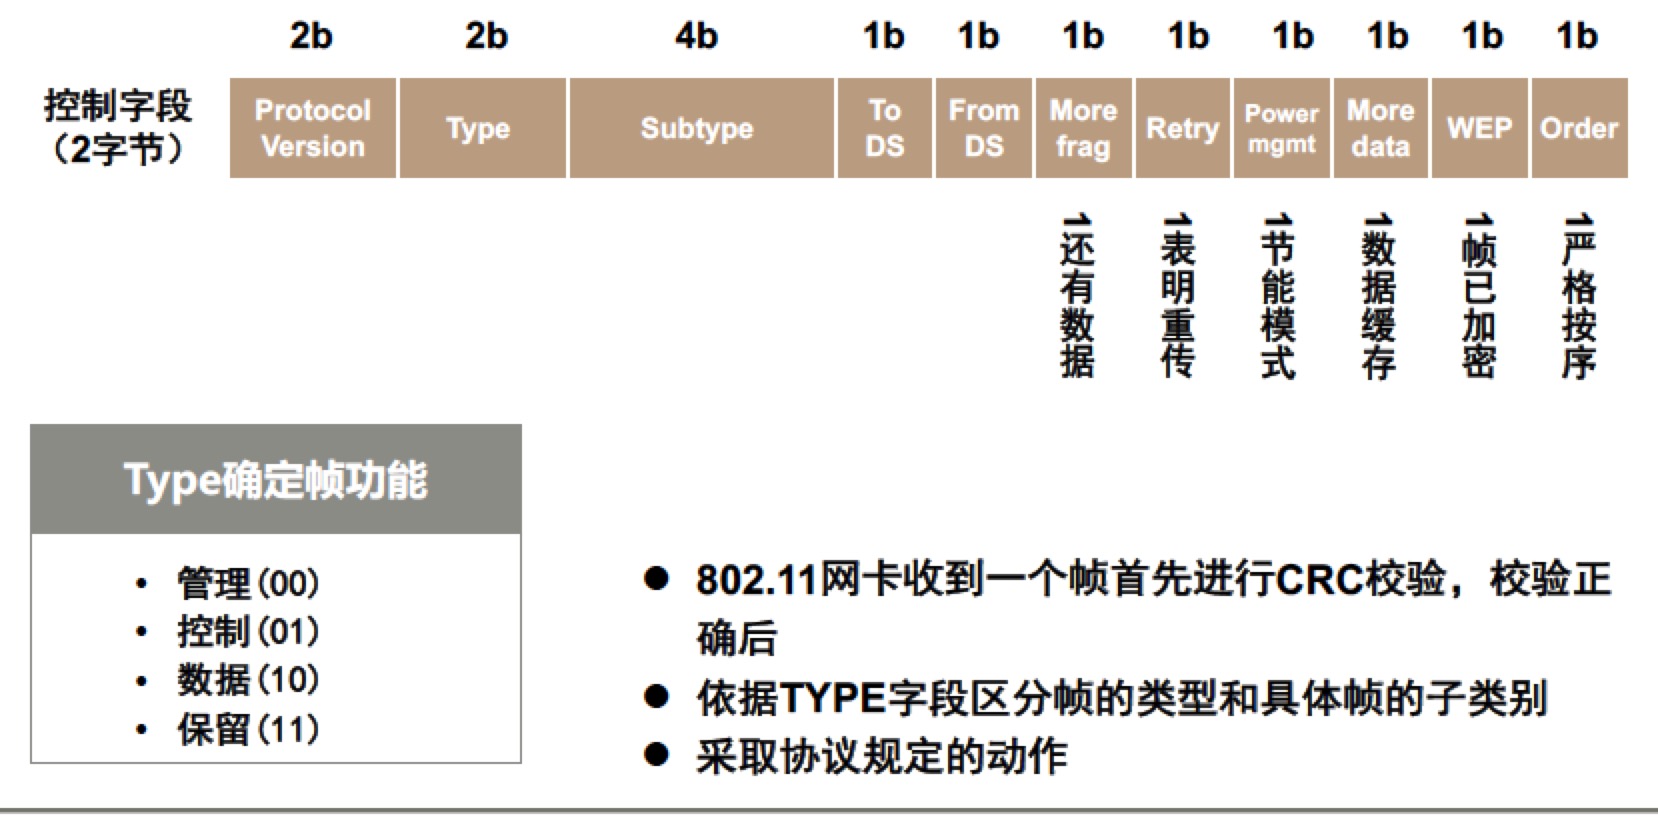 2b 2b 4b 1b 1b 1b 1b 1b 1b 1b 1b
控制字段
（2字节）
Protocol
Version
Type
Subtype
To
DS
From
DS
More
frag
Retry
Power
mgmt
More
data
WEP
Order
1还有数据
1表明重传
1节能模式
1数据缓存
1帧已加密
1严格按序
Type确定帧功能
• 管理(00)
• 控制(01)
• 数据(10)
• 保留(11)
● 802.11网卡收到一个帧首先进行CRC校验，校验正
确后
● 依据TYPE字段区分帧的类型和具体帧的子类别
● 采取协议规定的动作